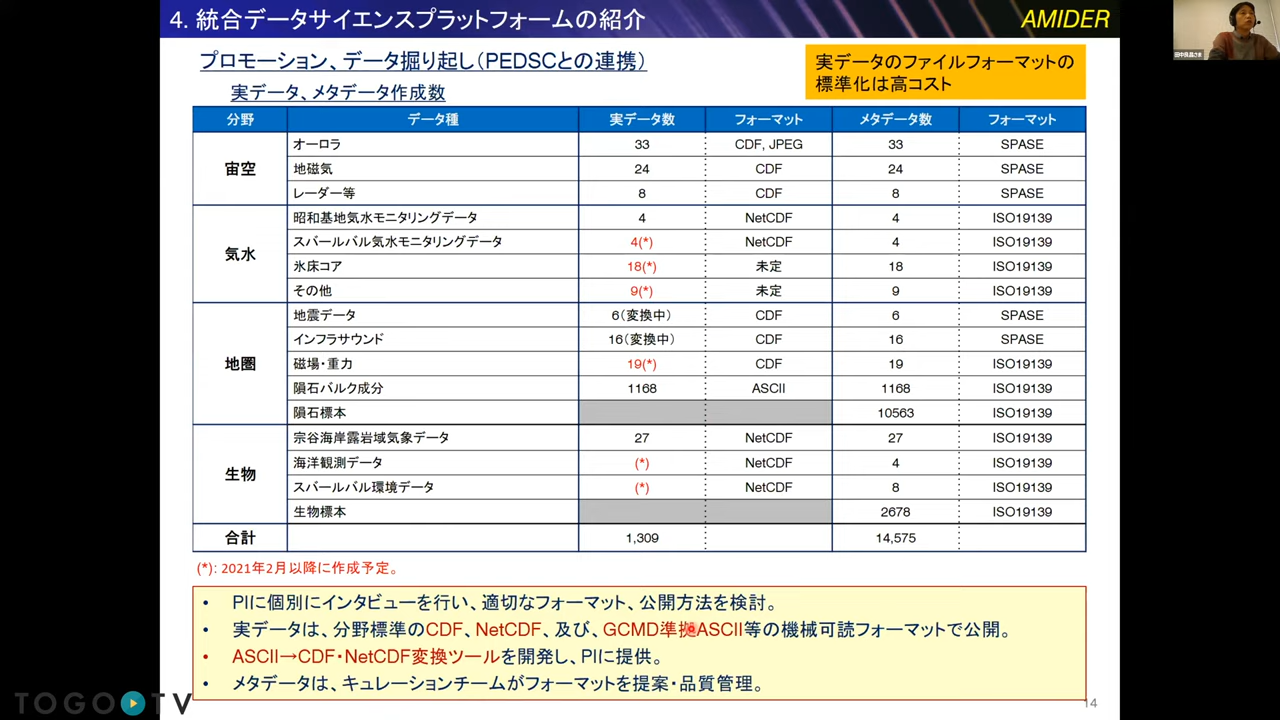 4. 統合データサイエンスプラットフォームの紹介
AMIDER
プロモーション、データ掘り起し（PEDSCとの連携）
実データのファイルフォーマットの
標準化は高コスト
実データ、メタデータ作成数
分野 データ種 実データ数 フォーマット メタデータ数 フォーマット
宙空 オーロラ 33 CDF, JPEG 33 SPASE
地磁気 24 CDF 24 SPASE
レーダー等 8 CDF 8 SPASE
気水 昭和基地気水モニタリングデータ 4 NetCDF 4 ISO19139
スバールバル気水モニタリングデータ 4(*) NetCDF 4 ISO19139
氷床コア 18(*) 未定 18 ISO19139
その他 9(*) 未定 9 ISO19139
地圏 地震データ 6（変換中） CDF 6 SPASE
インフラサウンド 16（変換中） CDF 16 SPASE
磁場・重力 19(*) CDF 19 ISO19139
隕石バルク成分 1168 ASCII 1168 ISO19139
隕石標本 10563 ISO19139
生物 宗谷海岸露岩域気象データ 27 NetCDF 27 ISO19139
海洋観測データ (*) NetCDF 4 ISO19139
スバールバル環境データ (*) NetCDF 8 ISO19139
生物標本 2678 ISO19139
合計 1,309 14,575
(*): 2021年2月以降に作成予定。
• PIに個別にインタビューを行い、適切なフォーマット、公開方法を検討。
• 実データは、分野標準のCDF、NetCDF、及び、GCMD準拠ASCII等の機械可読フォーマットで公開。
• ASCII→CDF・NetCDF変換ツールを開発し、PIに提供。
• メタデータは、キュレーションチームがフォーマットを提案・品質管理。
14
TOGO TV